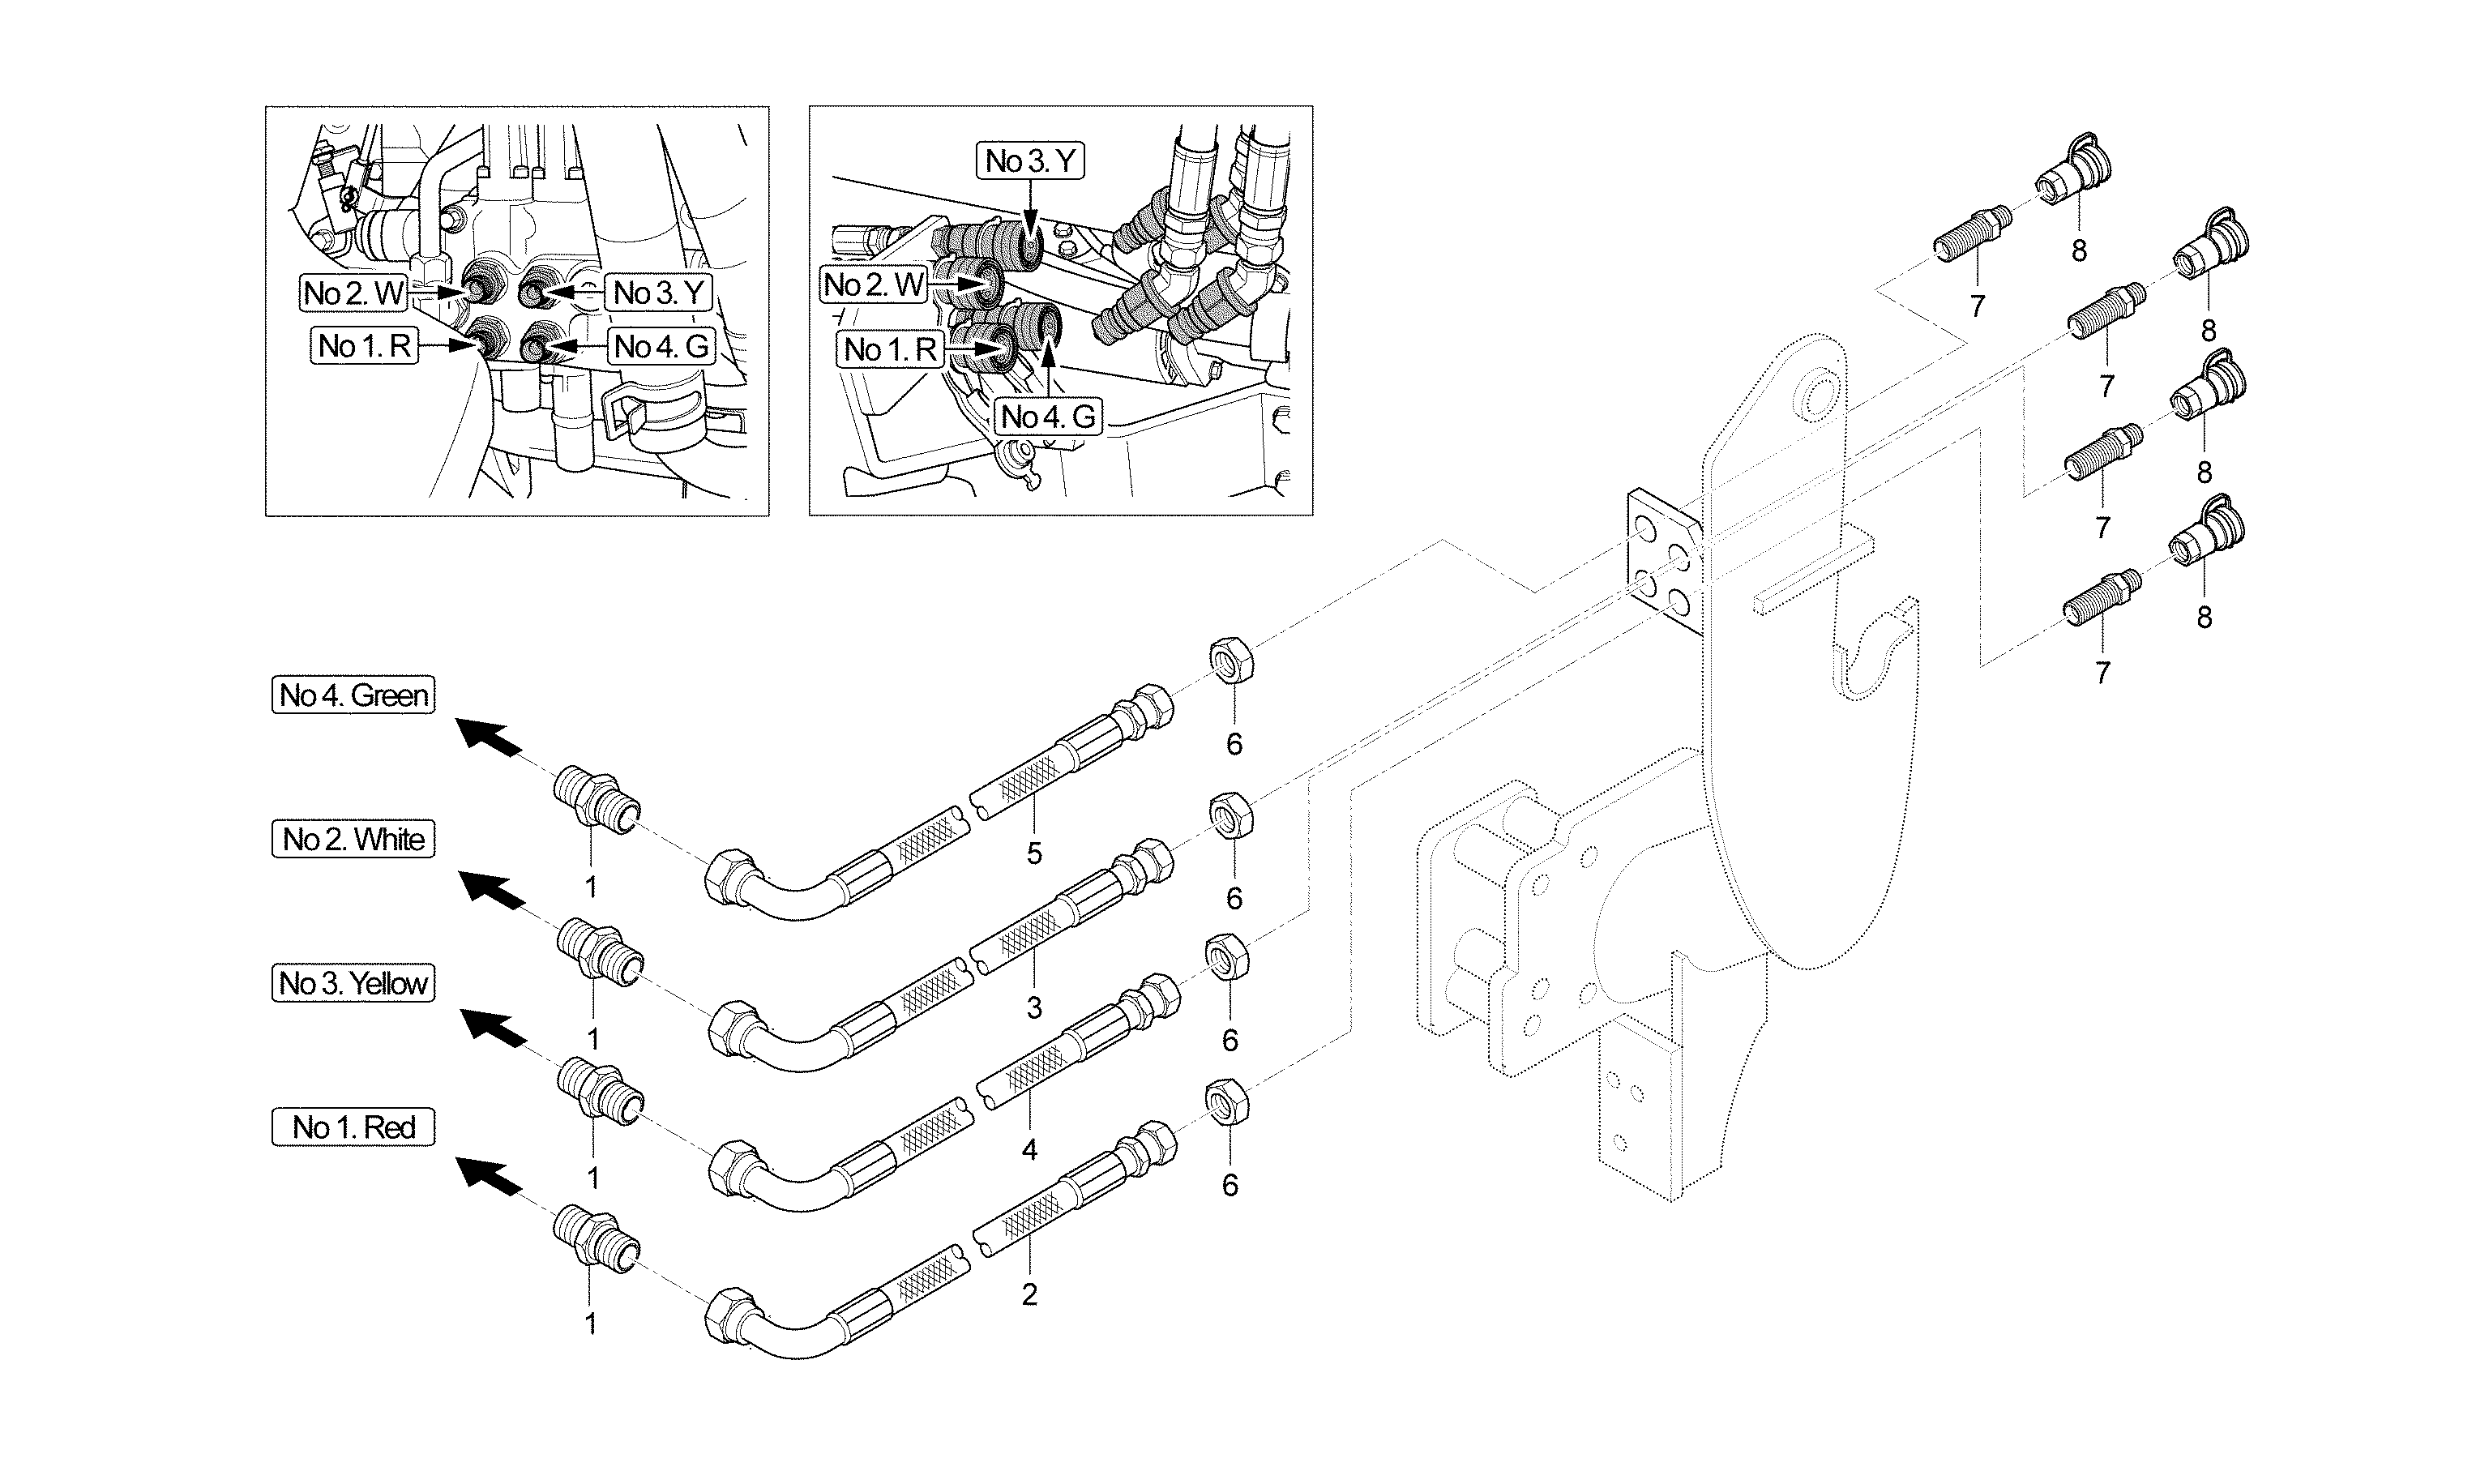 No 2. W
No 3. Y
No 1. R
No 4. G
No 3. Y
No 2. W
No 1. R
No 4. G
8
7
8
7
8
7
8
7
No 4. Green
6
5
1
No 2. White
6
3
1
No 3. Yellow
6
4
1
No 1. Red
6
2
1